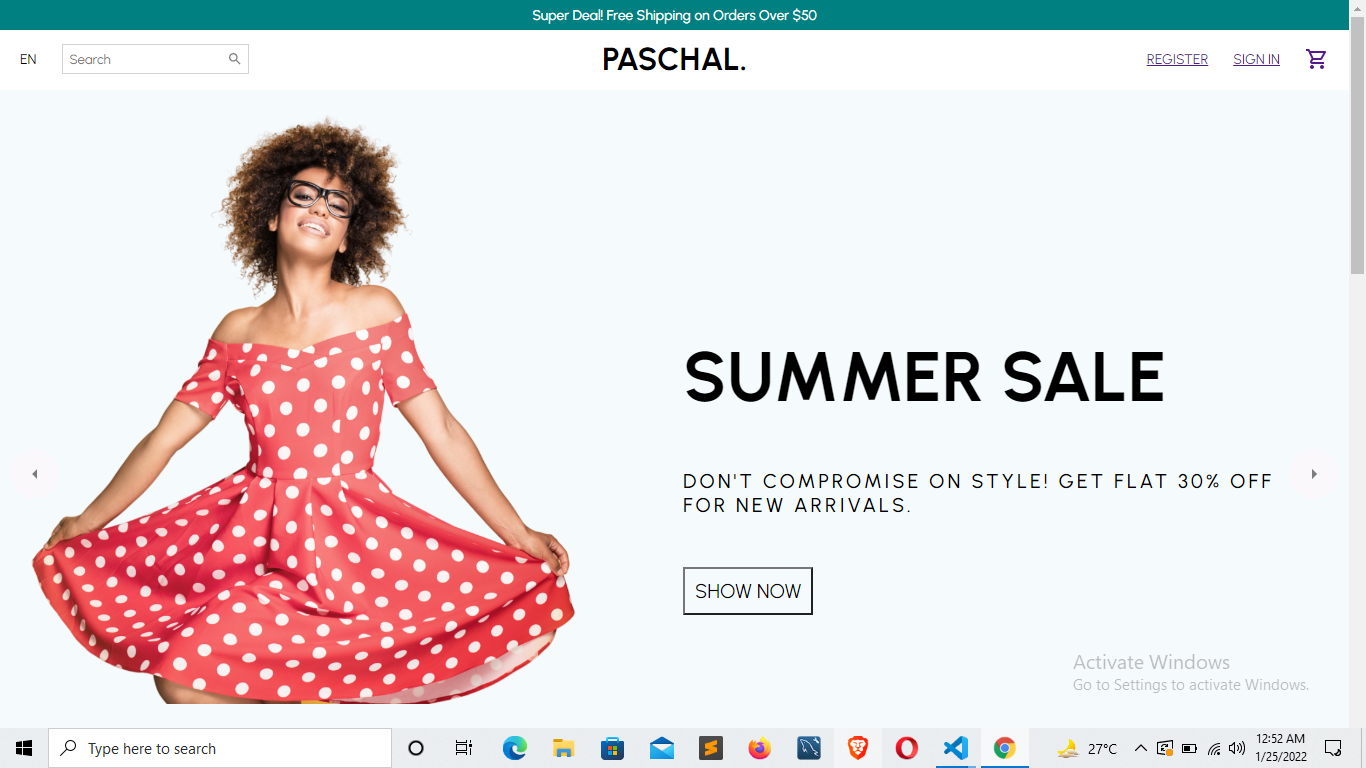 Super Deal! Free Shipping on Orders Over $50
EN
Search
PASCHAL.
REGISTER
SIGN IN
SUMMER SALE
DON'T COMPROMISE ON STYLE! GET FLAT 30% OFF
FOR NEW ARRIVALS.
SHOW NOW
Activate Windows
Go to Settings to activate Windows.
Type here to search
27°C
12:52 AM
1/25/2022